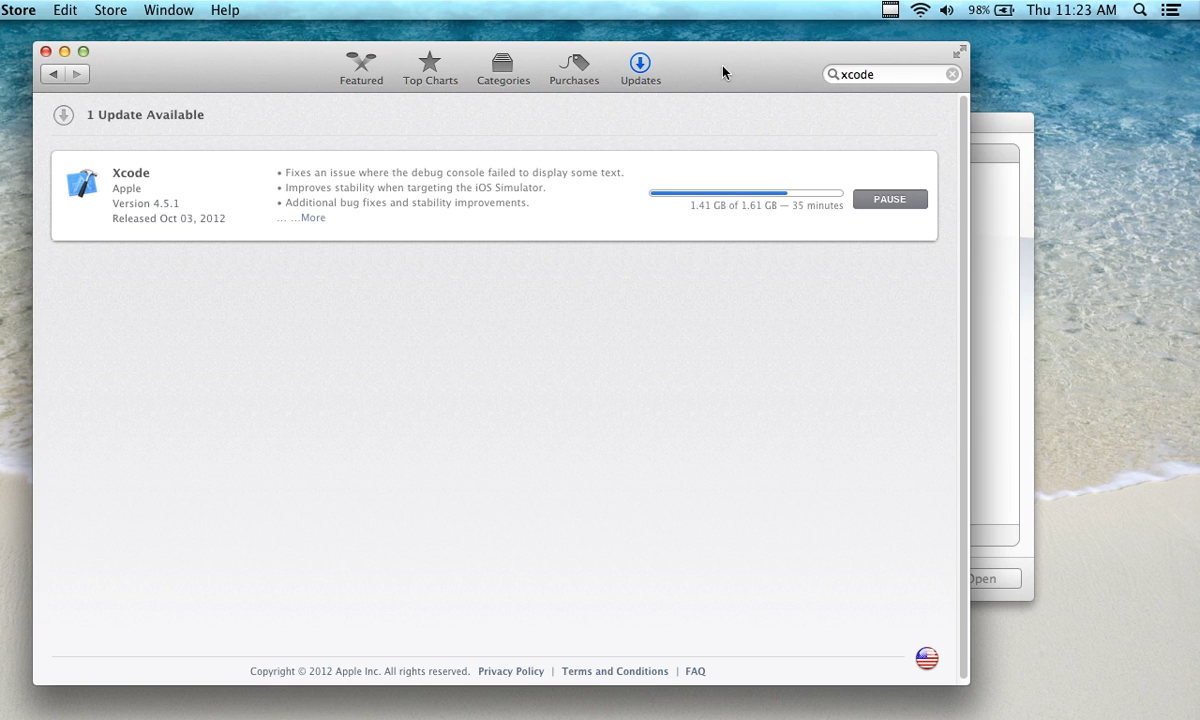 Store Edit Store Window Help 98% Thu 11:23 AM
Featured Top Charts Categories Purchases Updates
xcode
1 Update Available
Xcode
Apple
Version 4.5.1
Released Oct 03, 2012
• Fixes an issue where the debug console failed to display some text.
• Improves stability when targeting the iOS Simulator.
• Additional bug fixes and stability improvements.
... ...More
1.41 GB of 1.61 GB — 35 minutes
PAUSE
Open
Copyright © 2012 Apple Inc. All rights reserved. Privacy Policy | Terms and Conditions | FAQ